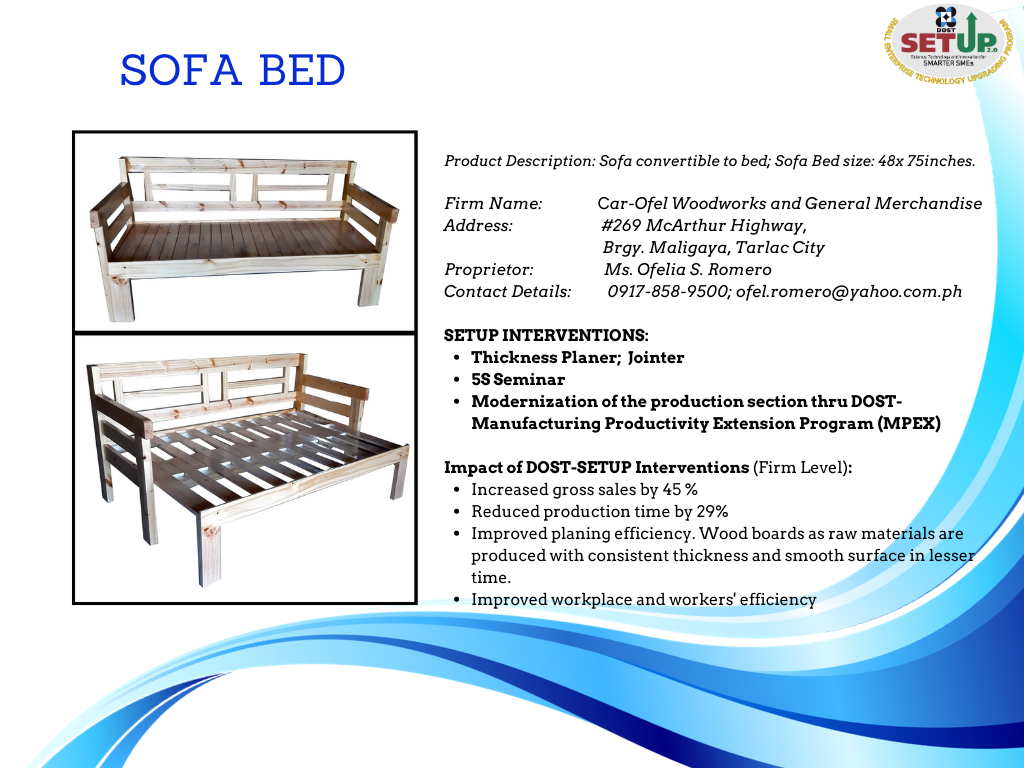 DOST
SETUP 2.0
Science Technology and Innovation for
SMARTER SMEs
SMALL ENTERPRISE TECHNOLOGY UPGRADING PROGRAM
SOFA BED
Product Description: Sofa convertible to bed; Sofa Bed size: 48x 75inches.
Firm Name: Car-Ofel Woodworks and General Merchandise
Address: #269 McArthur Highway,
Brgy. Maligaya, Tarlac City
Proprietor: Ms. Ofelia S. Romero
Contact Details: 0917-858-9500; ofel.romero@yahoo.com.ph
SETUP INTERVENTIONS:
• Thickness Planer; Jointer
• 5S Seminar
• Modernization of the production section thru DOST-
Manufacturing Productivity Extension Program (MPEX)
Impact of DOST-SETUP Interventions (Firm Level):
• Increased gross sales by 45 %
• Reduced production time by 29%
• Improved planing efficiency. Wood boards as raw materials are
produced with consistent thickness and smooth surface in lesser
time.
• Improved workplace and workers' efficiency